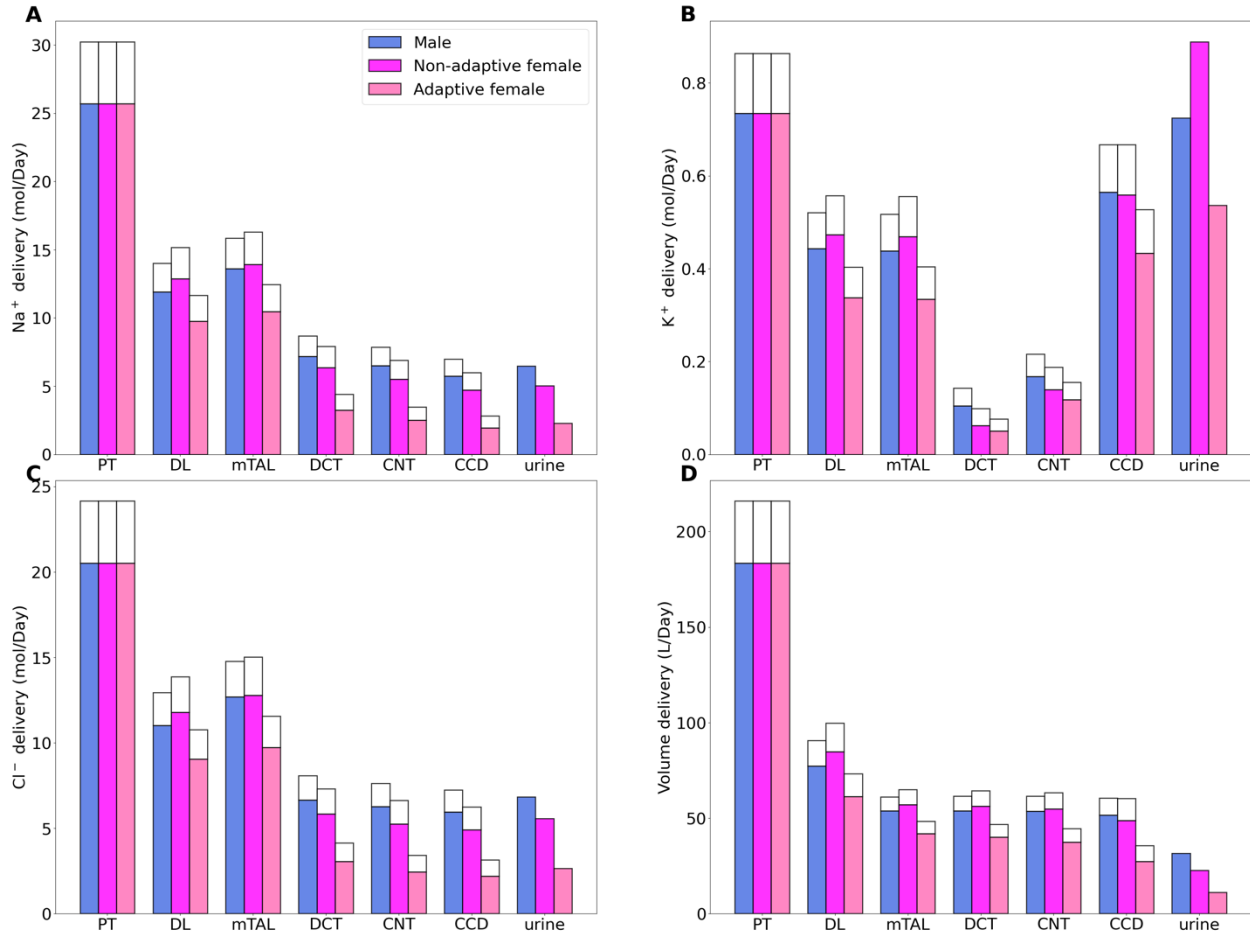 A
Na⁺ delivery (mol/Day)
30
25
20
15
10
5
0
Male
Non-adaptive female
Adaptive female
PT DL mTAL DCT CNT CCD urine
B
K⁺ delivery (mol/Day)
0.8
0.6
0.4
0.2
0.0
PT DL mTAL DCT CNT CCD urine
C
Cl⁻ delivery (mol/Day)
25
20
15
10
5
0
PT DL mTAL DCT CNT CCD urine
D
Volume delivery (L/Day)
200
150
100
50
0
PT DL mTAL DCT CNT CCD urine